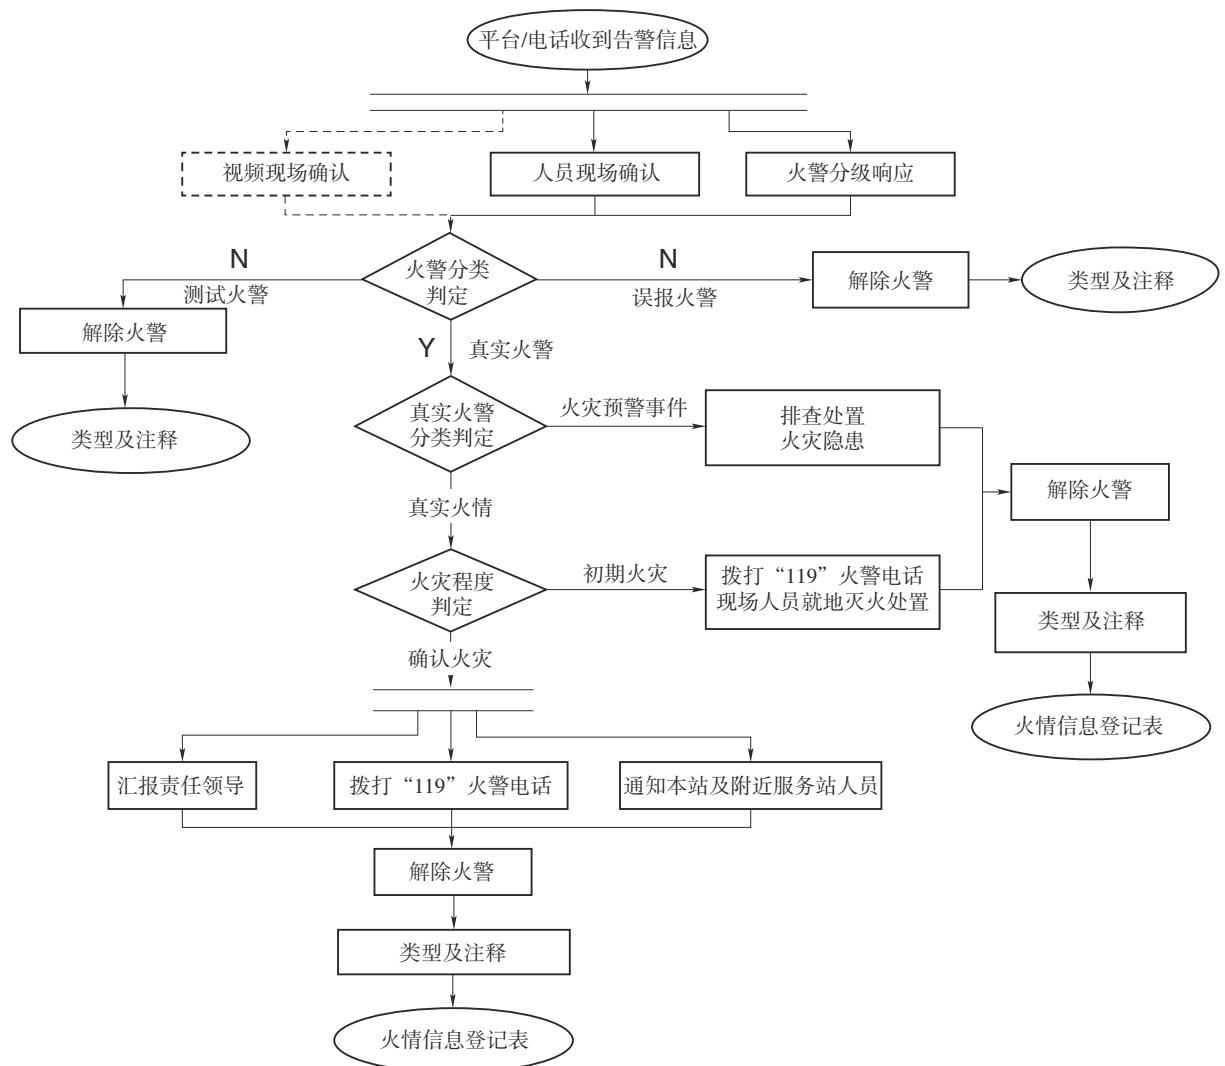 平台/电话收到告警信息
视频现场确认
人员现场确认
火警分级响应
N
测试火警
火警分类
判定
N
误报火警
解除火警
类型及注释
解除火警
Y
真实火警
类型及注释
真实火警
分类判定
火灾预警事件
排查处置
火灾隐患
解除火警
真实火情
火灾程度
判定
初期火灾
拨打“119”火警电话
现场人员就地灭火处置
类型及注释
确认火灾
火情信息登记表
汇报责任领导
拨打“119”火警电话
通知本站及附近服务站人员
解除火警
类型及注释
火情信息登记表